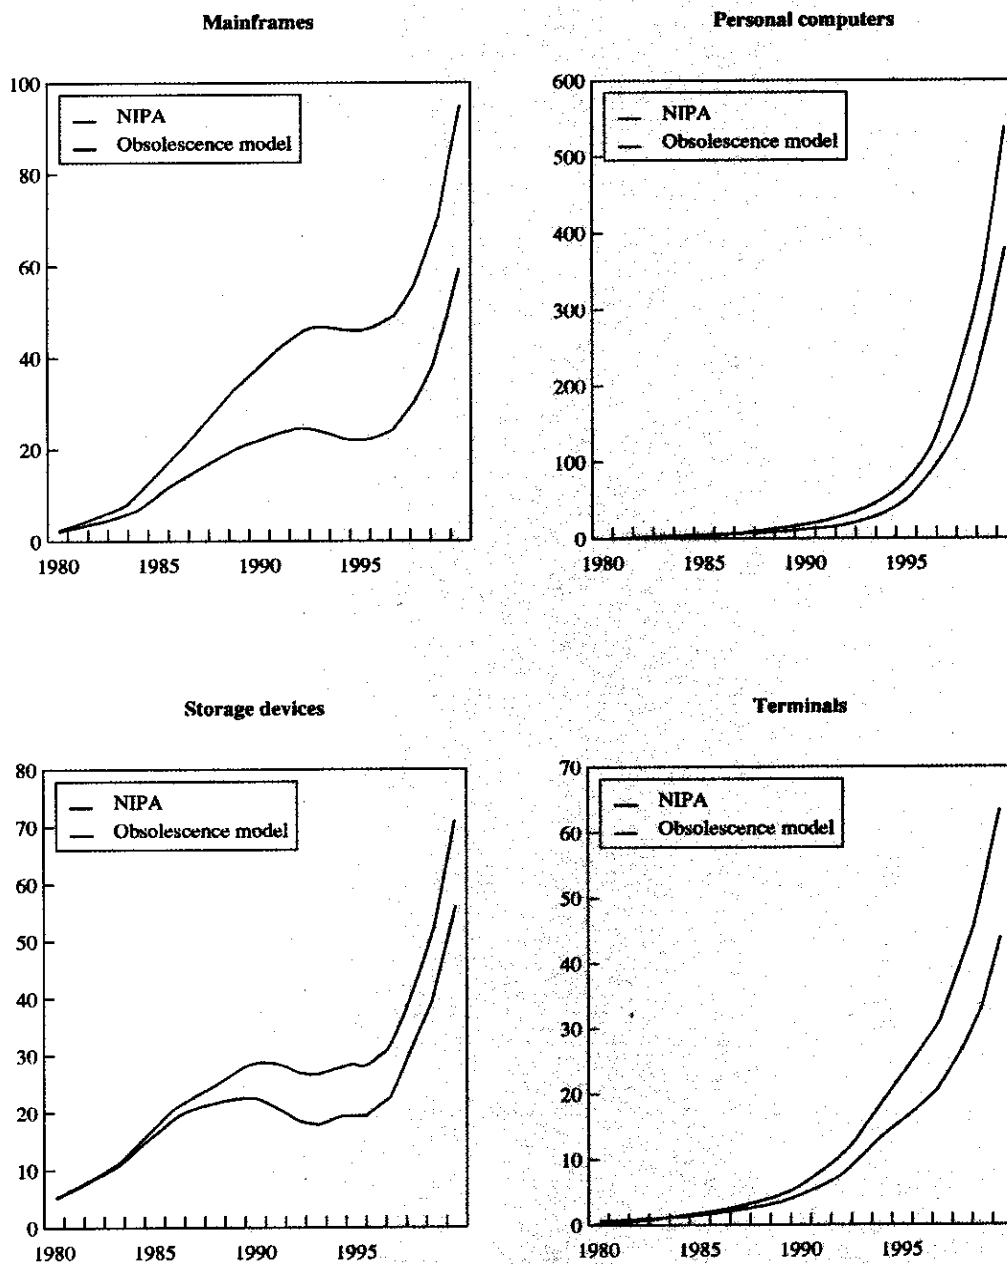 Mainframes
100
80
60
40
20
0
1980 1985 1990 1995
NIPA
Obsolescence model
Personal computers
600
500
400
300
200
100
0
1980 1985 1990 1995
NIPA
Obsolescence model
Storage devices
80
70
60
50
40
30
20
10
0
1980 1985 1990 1995
NIPA
Obsolescence model
Terminals
70
60
50
40
30
20
10
0
1980 1985 1990 1995
NIPA
Obsolescence model